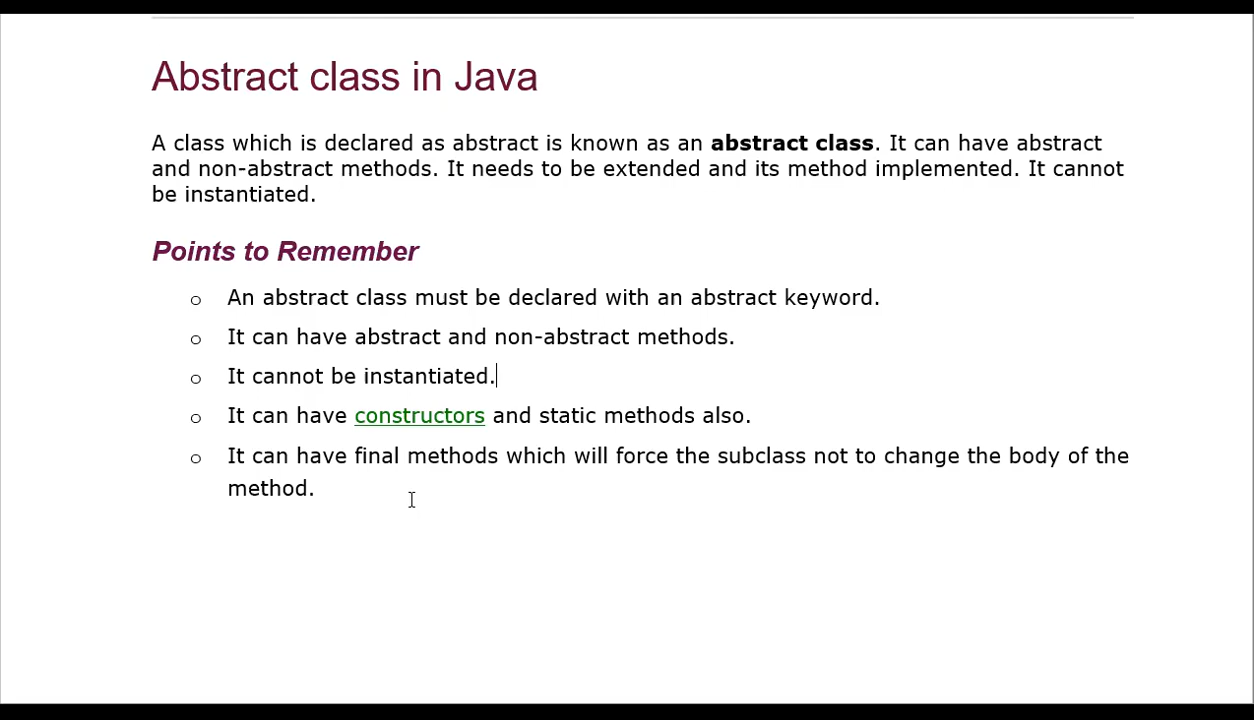 Abstract class in Java
A class which is declared as abstract is known as an abstract class. It can have abstract
and non-abstract methods. It needs to be extended and its method implemented. It cannot
be instantiated.
Points to Remember
o An abstract class must be declared with an abstract keyword.
o It can have abstract and non-abstract methods.
o It cannot be instantiated.
o It can have constructors and static methods also.
o It can have final methods which will force the subclass not to change the body of the
method.